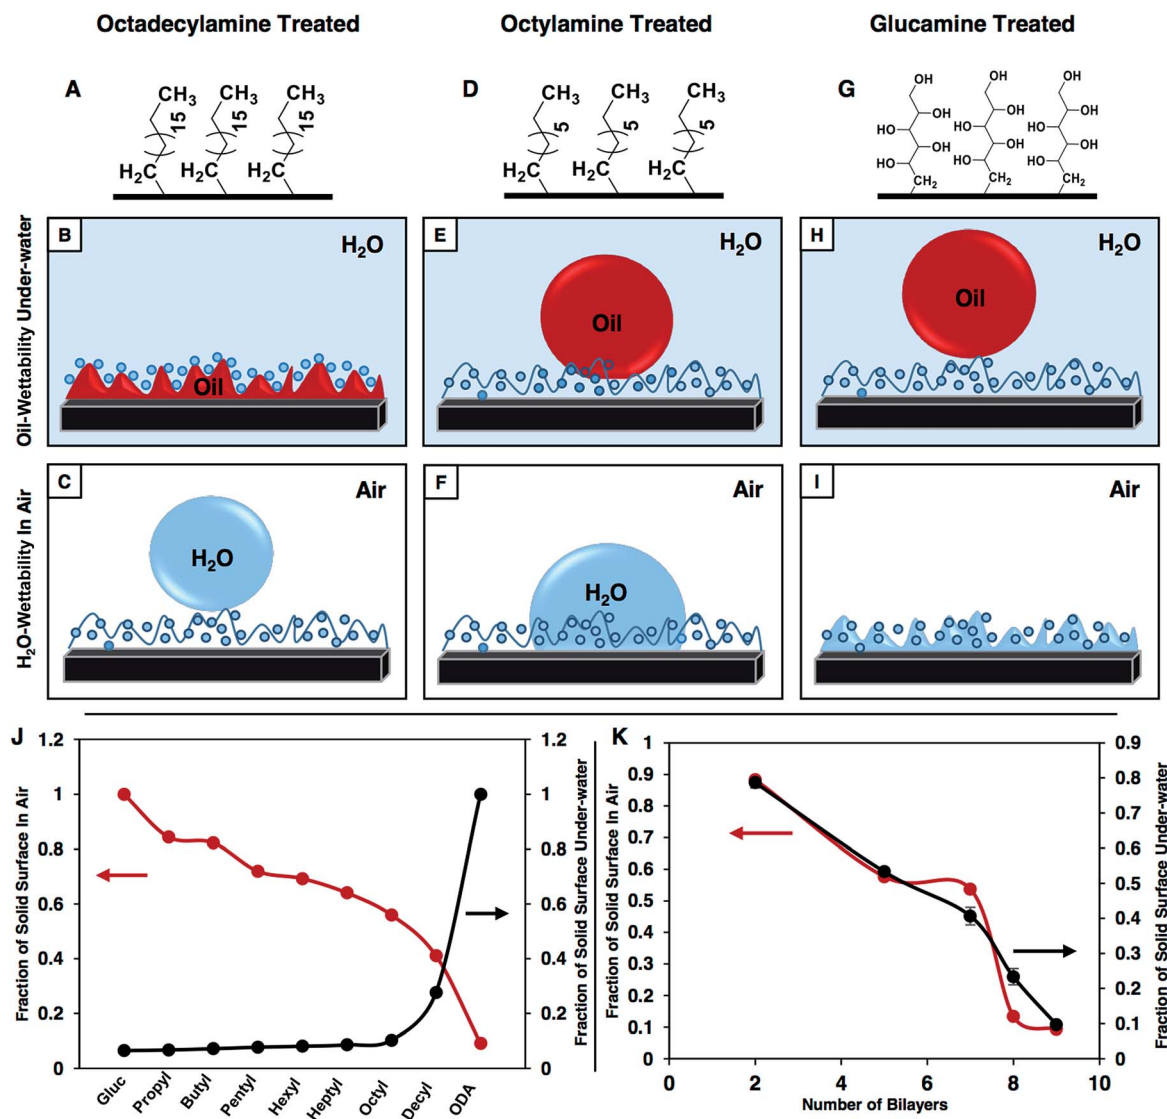 Octadecylamine Treated
Octylamine Treated
Glucamine Treated
A
CH3
CH3
CH3
15
15
15
H2C
H2C
H2C
D
CH3
CH3
CH3
5
5
5
H2C
H2C
H2C
G
OH
OH
OH
OH
OH
OH
HO
HO
HO
OH
OH
OH
HO
HO
HO
CH2
CH2
CH2
Oil-Wettability Under-water
B
H2O
Oil
E
H2O
Oil
H
H2O
Oil
H2O-Wettability In Air
C
Air
H2O
F
Air
H2O
I
Air
J
Fraction of Solid Surface In Air
1.2
1
0.8
0.6
0.4
0.2
0
1.2
1
0.8
0.6
0.4
0.2
0
Fraction of Solid Surface Under-water
Gluc
Propyl
Butyl
Pentyl
Hexyl
Heptyl
Octyl
Decyl
ODA
K
Fraction of Solid Surface In Air
1
0.9
0.8
0.7
0.6
0.5
0.4
0.3
0.2
0.1
0
0.9
0.8
0.7
0.6
0.5
0.4
0.3
0.2
0.1
0
Fraction of Solid Surface Under-water
0 2 4 6 8 10
Number of Bilayers